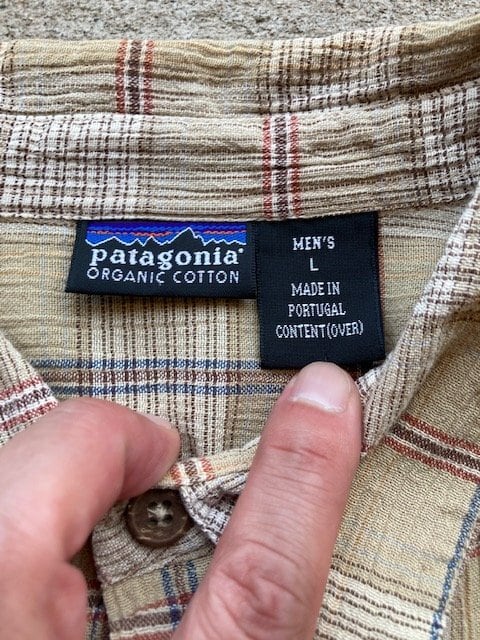 patagonia®
ORGANIC COTTON
MEN'S
L
MADE IN
PORTUGAL
CONTENT(OVER)